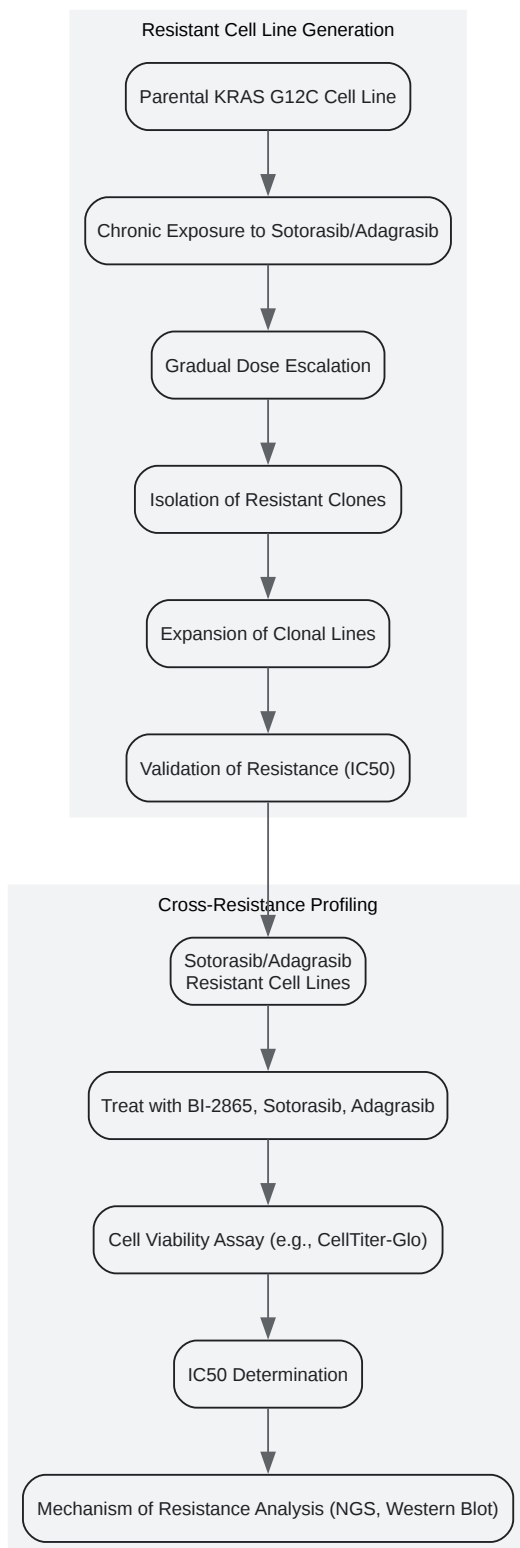 Resistant Cell Line Generation
Parental KRAS G12C Cell Line
Chronic Exposure to Sotorasib/Adagrasib
Gradual Dose Escalation
Isolation of Resistant Clones
Expansion of Clonal Lines
Validation of Resistance (IC50)
Cross-Resistance Profiling
Sotorasib/Adagrasib
Resistant Cell Lines
Treat with BI-2865, Sotorasib, Adagrasib
Cell Viability Assay (e.g., CellTiter-Glo)
IC50 Determination
Mechanism of Resistance Analysis (NGS, Western Blot)